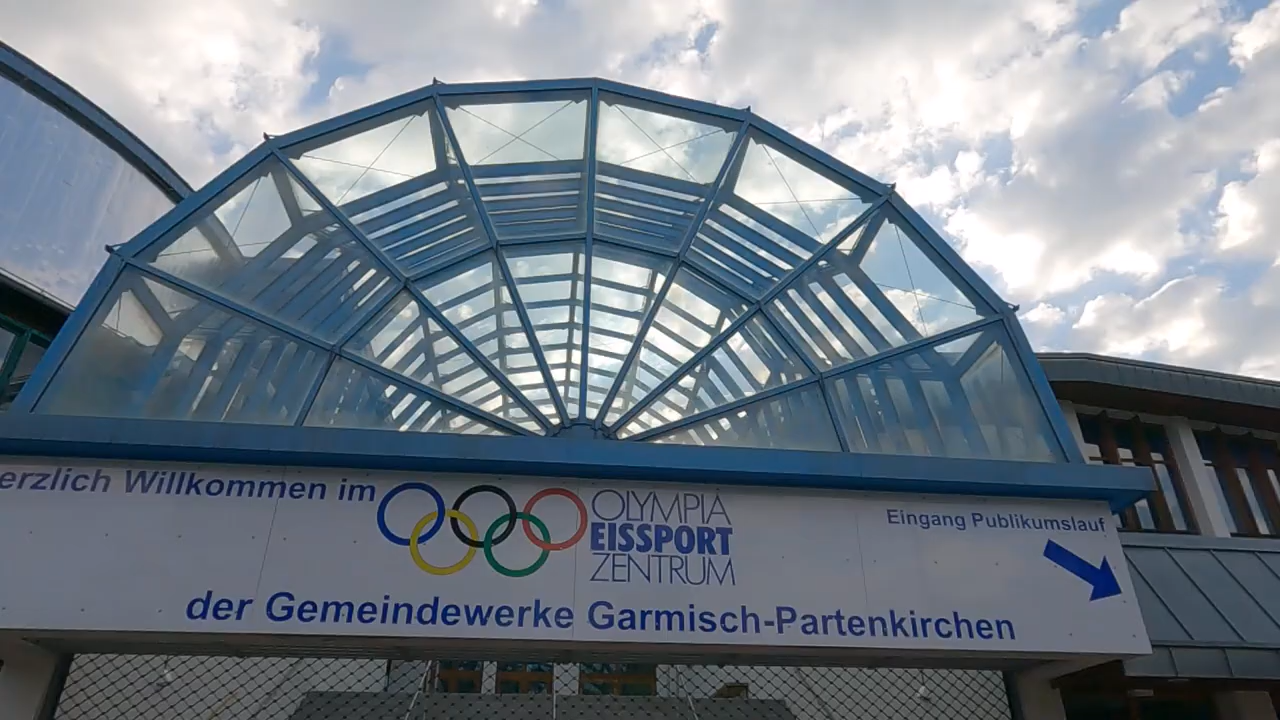 erzlich Willkommen im
OLYMPIA
EISSPORT
ZENTRUM
Eingang Publikumslauf
der Gemeindewerke Garmisch-Partenkirchen